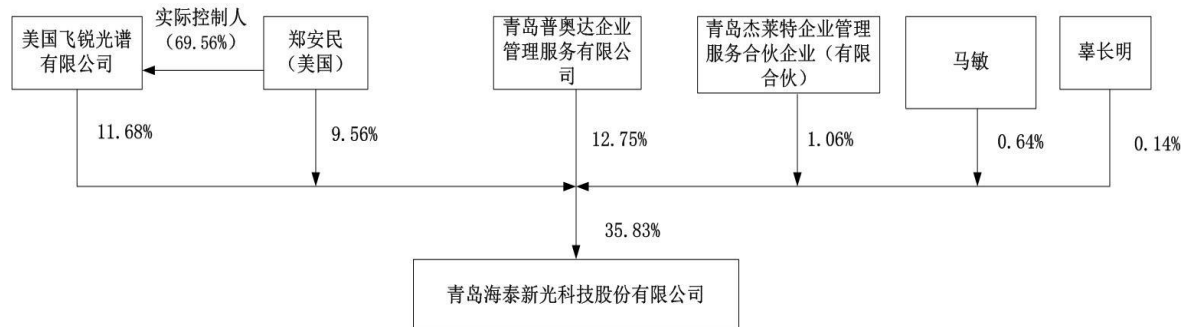 实际控制人
（69.56%）
美国飞锐光谱
有限公司
郑安民
（美国）
青岛普奥达企业
管理服务有限公
司
青岛杰莱特企业管理
服务合伙企业（有限
合伙）
马敏
辜长明
11.68%
9.56%
12.75%
1.06%
0.64%
0.14%
35.83%
青岛海泰新光科技股份有限公司